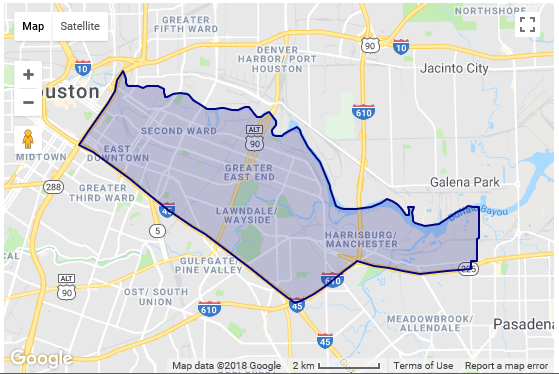 Map
Satellite
GREATER
FIFTH WARD
NORTHSHORE
DENVER
HARBOR/ PORT
HOUSTON
90
10
Jacinto City
10
ouston
610
SECOND WARD
ALT
90
MIDTOWN
EAST
DOWNTOWN
GREATER
EAST END
Galena Park
288
GREATER
THIRD WARD
45
LAWNDALE/
WAYSIDE
Buffalo Bayou
5
HARRISBURG/
MANCHESTER
GULFGATE/
PINE VALLEY
225
ALT
90
610
OST/ SOUTH
UNION
610
45
MEADOWBROOK/
ALLENDALE
Pasadena
45
Google
Map data ©2018 Google
2 km
Terms of Use
Report a map error